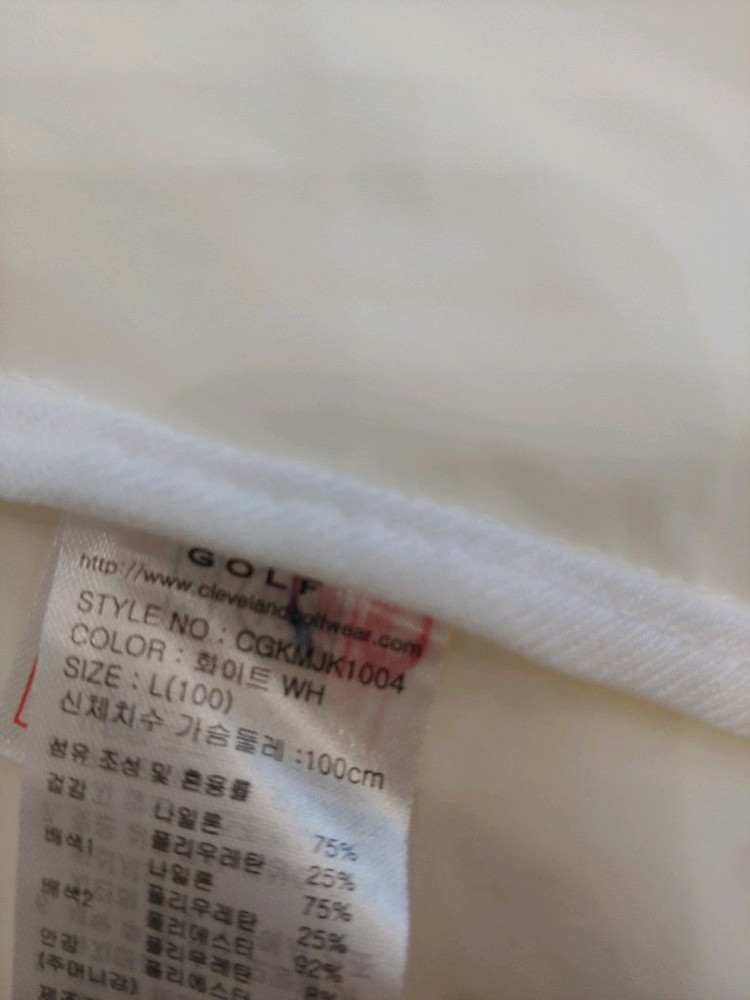 GOLF
http://www.clevelandgolfwear.com
STYLE NO : CGKMJK1004
COLOR : 화이트 WH
SIZE : L(100)
신체치수 가슴둘레 :100cm
섬유 조성 및 혼용률
겉감 나일론 75%
폴리우레탄 25%
배색1 나일론 75%
폴리우레탄 25%
배색2 폴리에스터 92%
폴리우레탄 8%
안감 폴리에스터
(주머니감)